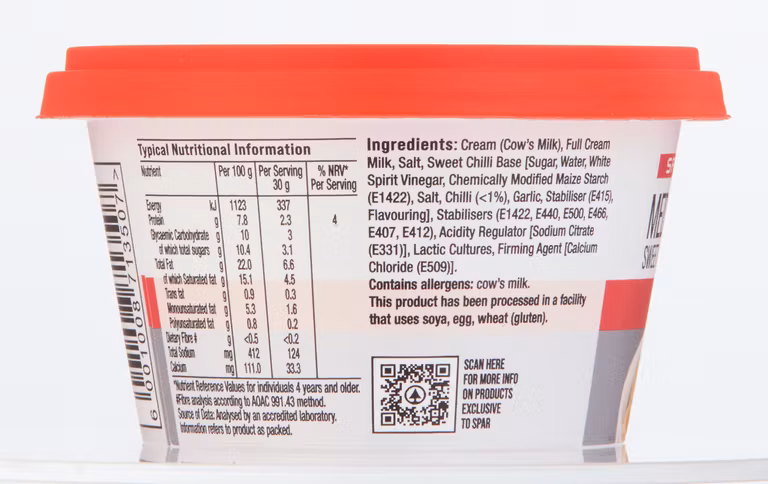 Typical Nutritional Information
Nutrient Per 100 g Per Serving 30 g % NRV* Per Serving
Energy kJ 1123 337
Protein g 7.8 2.3 4
Glycaemic Carbohydrate g 10 3
of which total sugars g 10.4 3.1
Total Fat g 22.0 6.6
of which Saturated fat g 15.1 4.5
Trans fat g 0.9 0.3
Monounsaturated fat g 5.3 1.6
Polyunsaturated fat g 0.8 0.2
Dietary Fibre # g <0.5 <0.2
Total Sodium mg 412 124
Calcium mg 111.0 33.3
*Nutrient Reference Values for individuals 4 years and older.
#Fibre analysis according to AOAC 991.43 method.
Source of Data: Analysed by an accredited laboratory.
Information refers to product as packed.
Ingredients: Cream (Cow's Milk), Full Cream
Milk, Salt, Sweet Chilli Base [Sugar, Water, White
Spirit Vinegar, Chemically Modified Maize Starch
(E1422), Salt, Chilli (<1%), Garlic, Stabiliser (E415),
Flavouring], Stabilisers (E1422, E440, E500, E466,
E407, E412), Acidity Regulator [Sodium Citrate
(E331)], Lactic Cultures, Firming Agent [Calcium
Chloride (E509)].
Contains allergens: cow's milk.
This product has been processed in a facility
that uses soya, egg, wheat (gluten).
SCAN HERE
FOR MORE INFO
ON PRODUCTS
EXCLUSIVE
TO SPAR
6 001008 713507 >